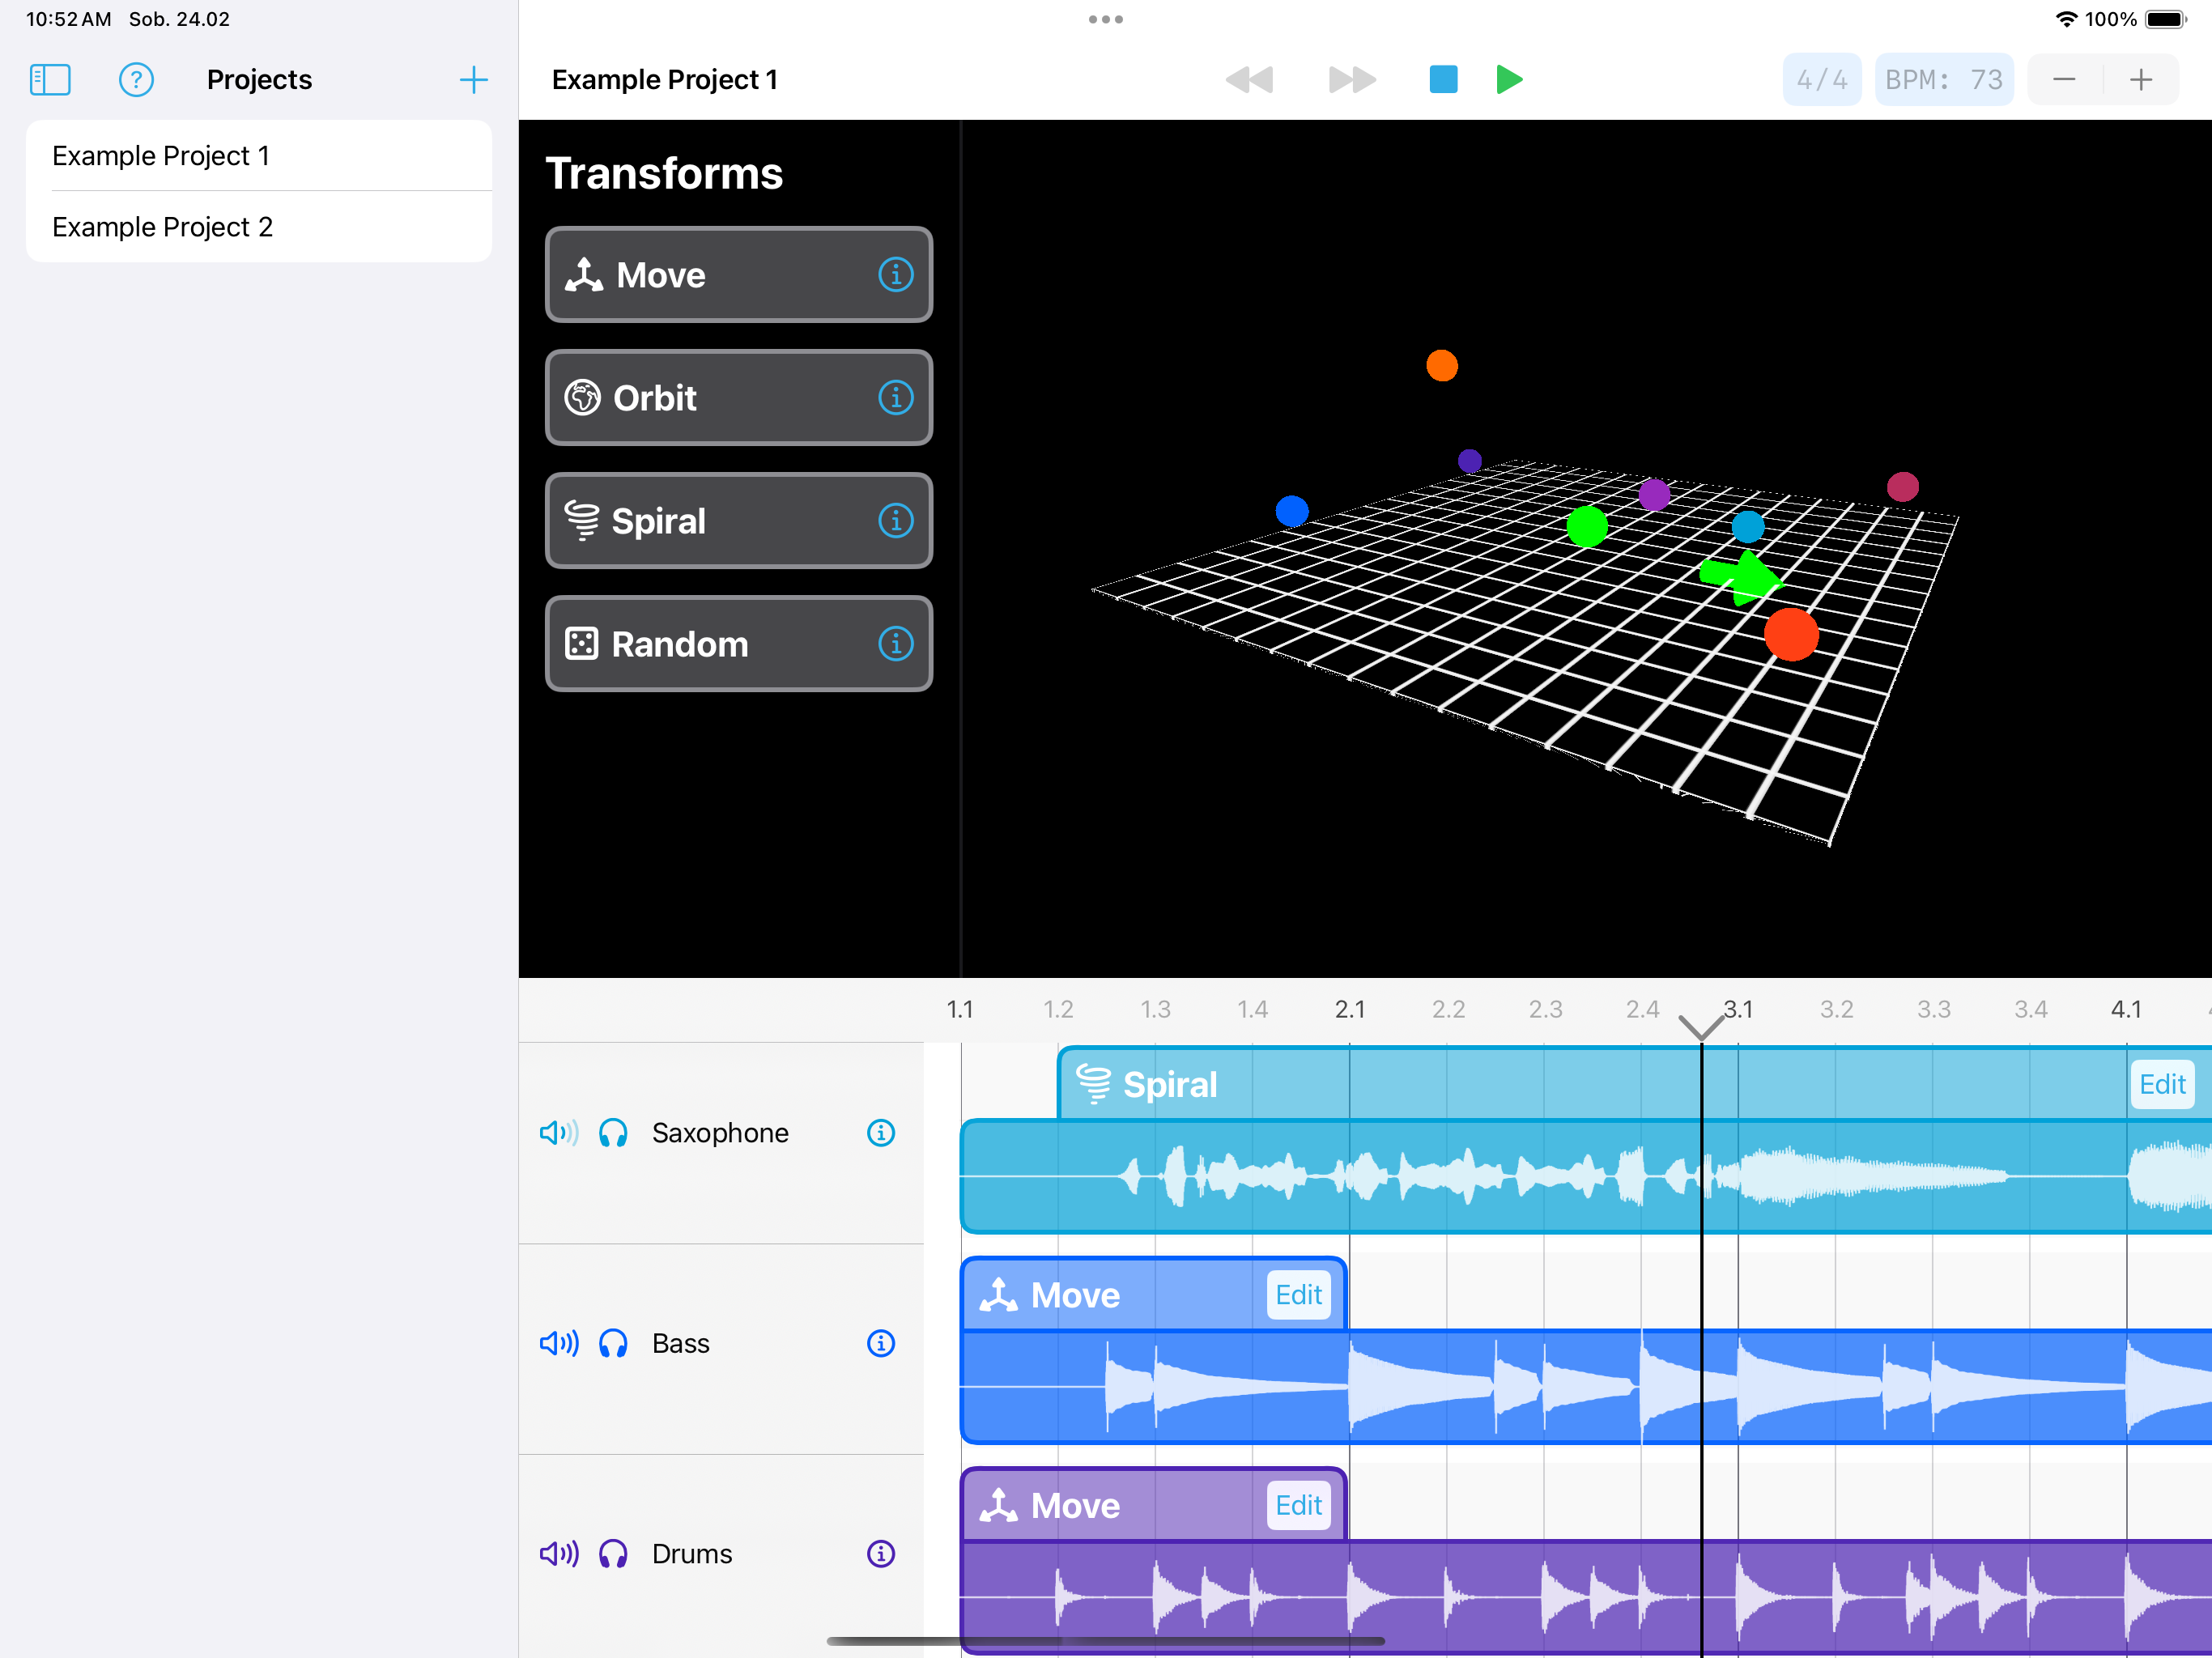 10:52 AM Sob. 24.02
100%
Projects
Example Project 1
Example Project 2
Example Project 1
4/4
BPM: 73
Transforms
Move
Orbit
Spiral
Random
1.1 1.2 1.3 1.4 2.1 2.2 2.3 2.4 3.1 3.2 3.3 3.4 4.1
Spiral Edit
Saxophone
Move Edit
Bass
Move Edit
Drums